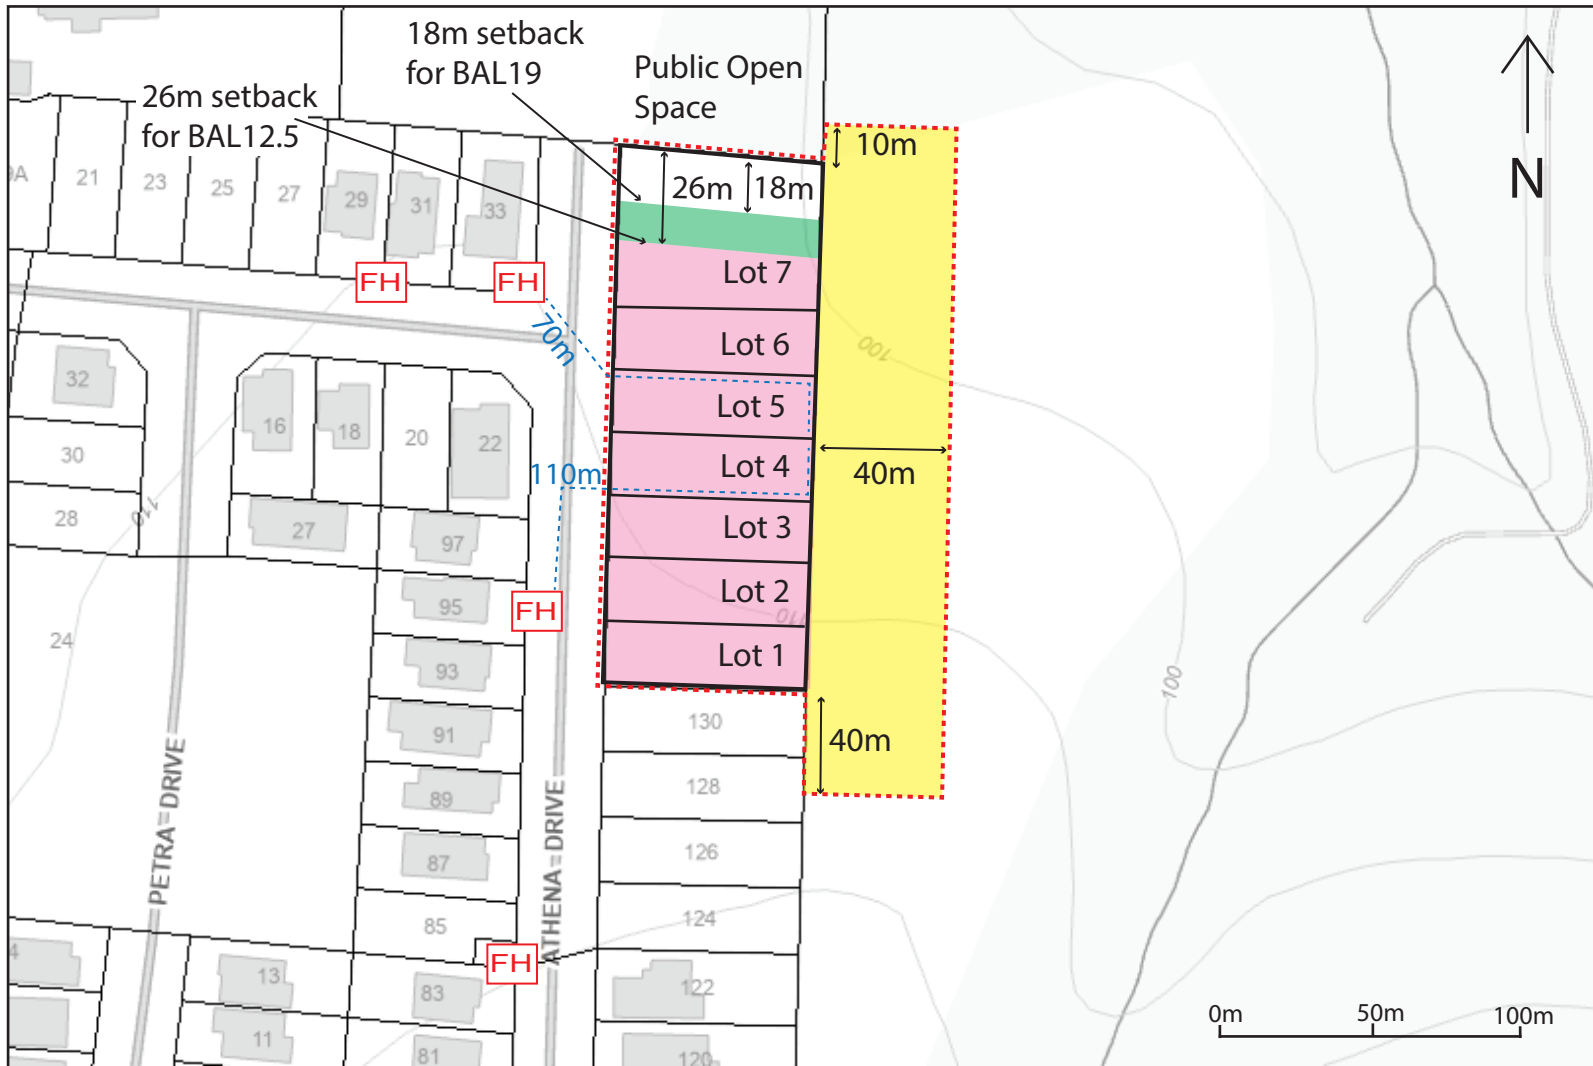 18m setback
for BAL19
Public Open
Space
26m setback
for BAL12.5
N
10m
26m
18m
9A
21
23
25
27
29
31
33
FH
FH
Lot 7
70m
Lot 6
100
32
16
18
20
22
Lot 5
30
110m
Lot 4
40m
28
110
27
97
Lot 3
95
FH
Lot 2
110
24
93
Lot 1
100
91
130
40m
PETRA DRIVE
89
128
ATHENA DRIVE
87
126
85
124
4
FH
13
83
122
11
81
120
0m
50m
100m